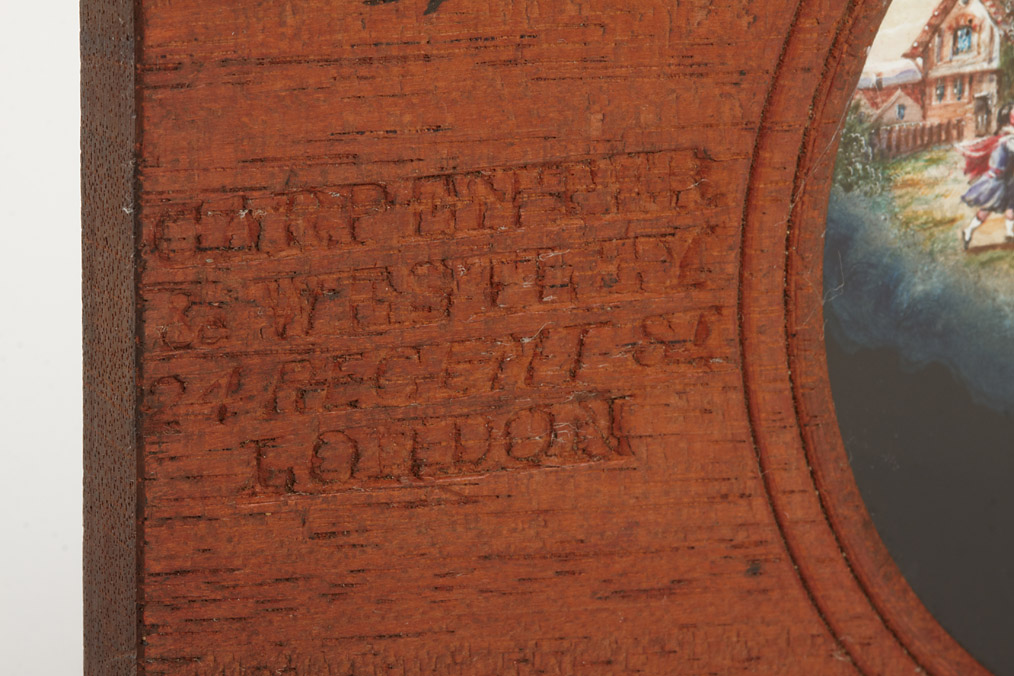 CARPENTER
& WESTLEY
24 REGENT St
LONDON